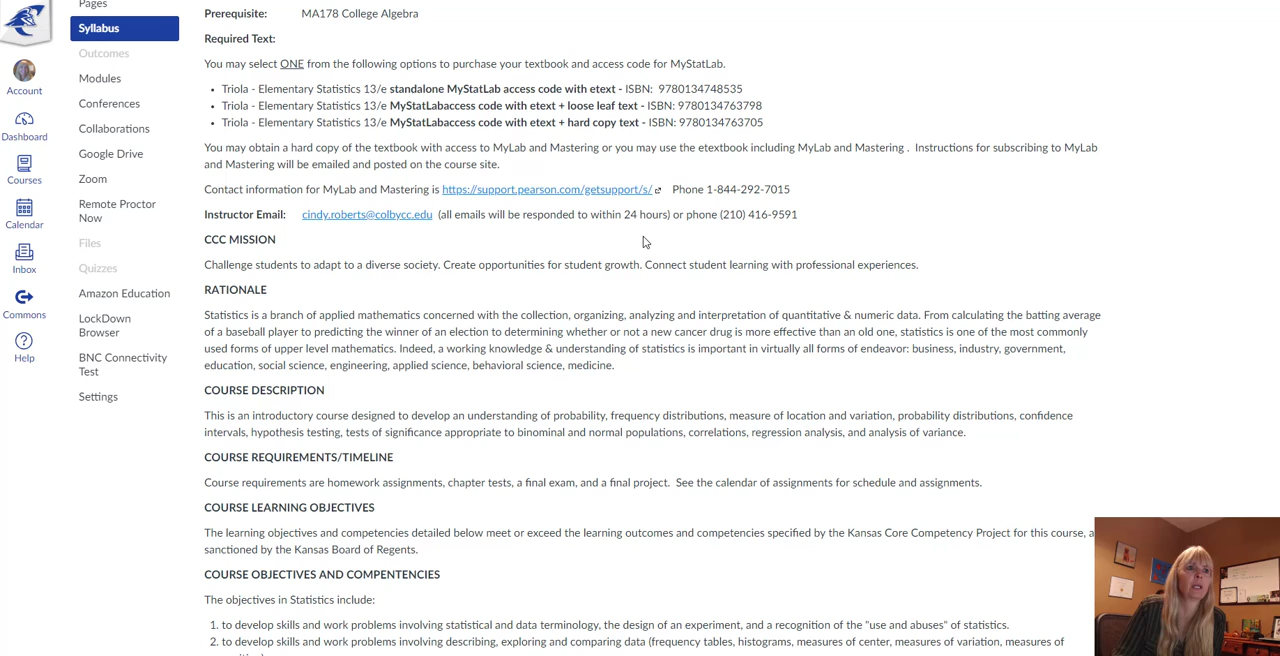 Pages
Syllabus
Outcomes
Modules
Conferences
Collaborations
Google Drive
Zoom
Remote Proctor
Now
Files
Quizzes
Amazon Education
LockDown
Browser
BNC Connectivity
Test
Settings
Account
Dashboard
Courses
Calendar
Inbox
Commons
Help
Prerequisite: MA178 College Algebra
Required Text:
You may select ONE from the following options to purchase your textbook and access code for MyStatLab.
• Triola - Elementary Statistics 13/e standalone MyStatLab access code with etext - ISBN: 9780134748535
• Triola - Elementary Statistics 13/e MyStatLabaccess code with etext + loose leaf text - ISBN: 9780134763798
• Triola - Elementary Statistics 13/e MyStatLabaccess code with etext + hard copy text - ISBN: 9780134763705
You may obtain a hard copy of the textbook with access to MyLab and Mastering or you may use the etextbook including MyLab and Mastering . Instructions for subscribing to MyLab
and Mastering will be emailed and posted on the course site.
Contact information for MyLab and Mastering is https://support.pearson.com/getsupport/s/ Phone 1-844-292-7015
Instructor Email: cindy.roberts@colbycc.edu (all emails will be responded to within 24 hours) or phone (210) 416-9591
CCC MISSION
Challenge students to adapt to a diverse society. Create opportunities for student growth. Connect student learning with professional experiences.
RATIONALE
Statistics is a branch of applied mathematics concerned with the collection, organizing, analyzing and interpretation of quantitative & numeric data. From calculating the batting average
of a baseball player to predicting the winner of an election to determining whether or not a new cancer drug is more effective than an old one, statistics is one of the most commonly
used forms of upper level mathematics. Indeed, a working knowledge & understanding of statistics is important in virtually all forms of endeavor: business, industry, government,
education, social science, engineering, applied science, behavioral science, medicine.
COURSE DESCRIPTION
This is an introductory course designed to develop an understanding of probability, frequency distributions, measure of location and variation, probability distributions, confidence
intervals, hypothesis testing, tests of significance appropriate to binominal and normal populations, correlations, regression analysis, and analysis of variance.
COURSE REQUIREMENTS/TIMELINE
Course requirements are homework assignments, chapter tests, a final exam, and a final project. See the calendar of assignments for schedule and assignments.
COURSE LEARNING OBJECTIVES
The learning objectives and competencies detailed below meet or exceed the learning outcomes and competencies specified by the Kansas Core Competency Project for this course, a
sanctioned by the Kansas Board of Regents.
COURSE OBJECTIVES AND COMPENTENCIES
The objectives in Statistics include:
1. to develop skills and work problems involving statistical and data terminology, the design of an experiment, and a recognition of the "use and abuses" of statistics.
2. to develop skills and work problems involving describing, exploring and comparing data (frequency tables, histograms, measures of center, measures of variation, measures of